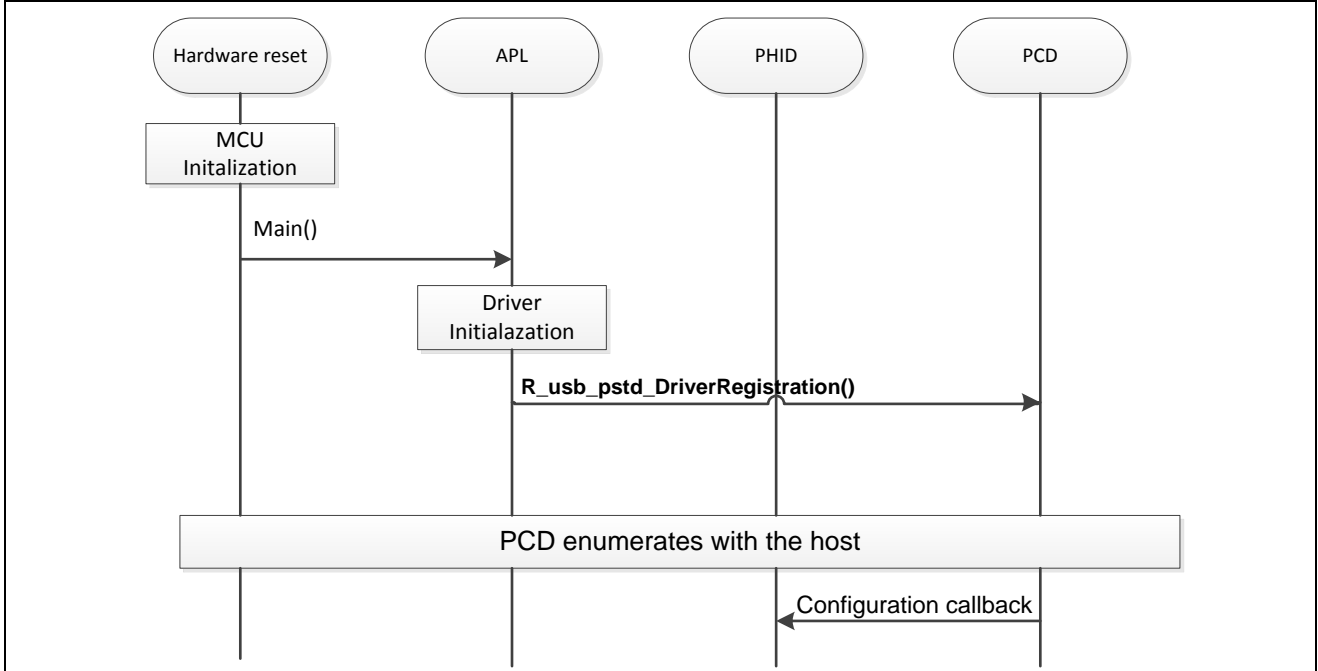 Hardware reset
APL
PHID
PCD
MCU
Initalization
Main()
Driver
Initialazation
R_usb_pstd_DriverRegistration()
PCD enumerates with the host
Configuration callback